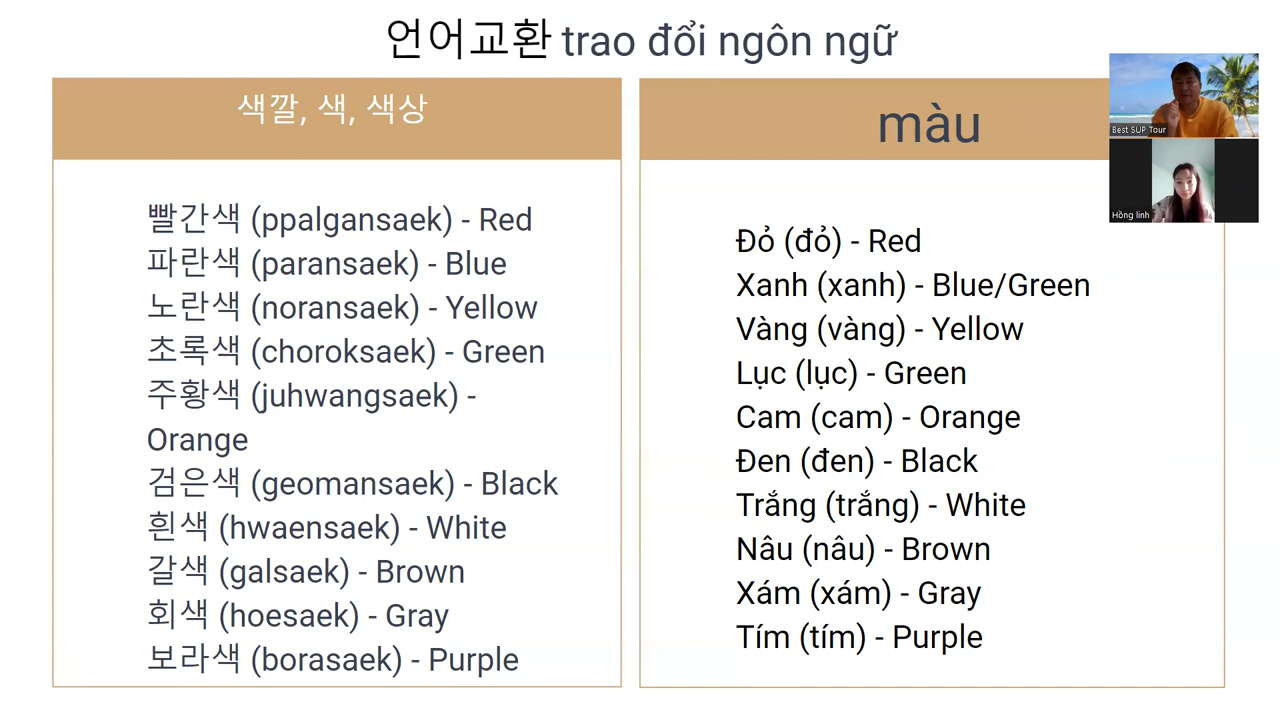 언어교환 trao đổi ngôn ngữ
색깔, 색, 색상
빨간색 (ppalgansaek) - Red
파란색 (paransaek) - Blue
노란색 (noransaek) - Yellow
초록색 (choroksaek) - Green
주황색 (juhwangsaek) -
Orange
검은색 (geomansaek) - Black
흰색 (hwaensaek) - White
갈색 (galsaek) - Brown
회색 (hoesaek) - Gray
보라색 (borasaek) - Purple
màu
Đỏ (đỏ) - Red
Xanh (xanh) - Blue/Green
Vàng (vàng) - Yellow
Lục (lục) - Green
Cam (cam) - Orange
Đen (đen) - Black
Trắng (trắng) - White
Nâu (nâu) - Brown
Xám (xám) - Gray
Tím (tím) - Purple
Best SUP Tour
Hồng linh